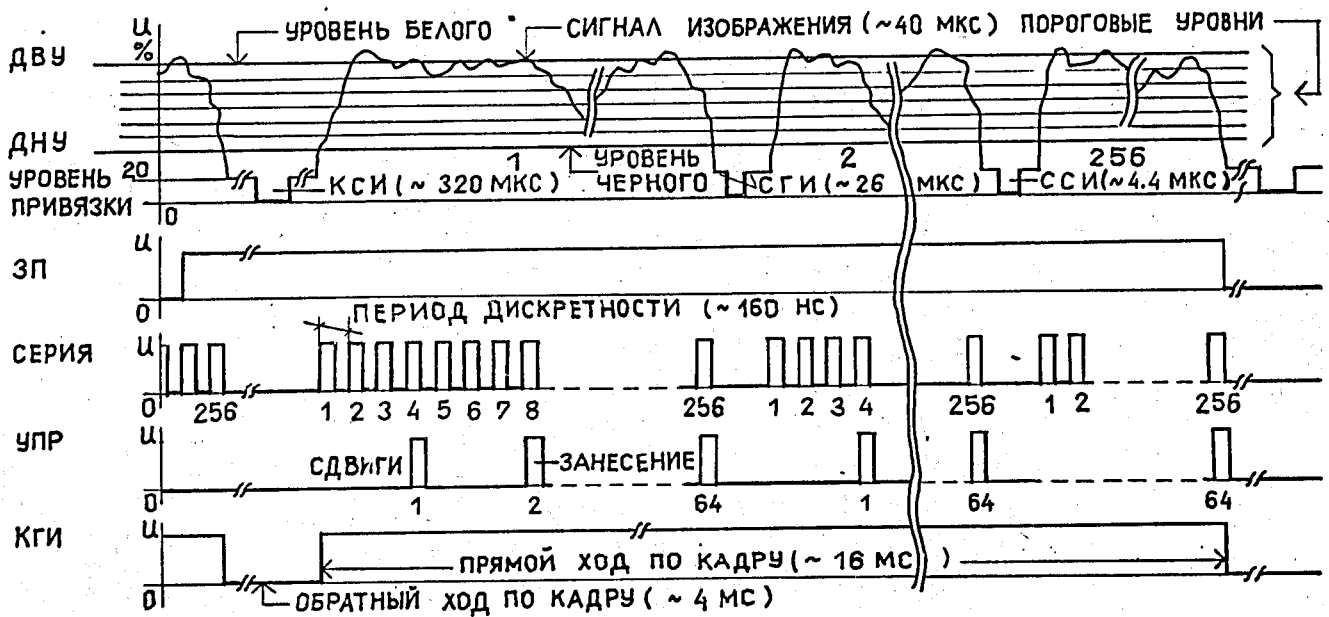 U
%
УРОВЕНЬ БЕЛОГО
СИГНАЛ ИЗОБРАЖЕНИЯ (~40 МКС)
ПОРОГОВЫЕ УРОВНИ
ДВУ
ДНУ
1
УРОВЕНЬ ЧЕРНОГО
2
256
УРОВЕНЬ ПРИВЯЗКИ
20
КСИ (~ 320 МКС)
СГИ (~26 МКС)
ССИ (~4.4 МКС)
0
ЗП
U
0
ПЕРИОД ДИСКРЕТНОСТИ (~160 НС)
СЕРИЯ
U
0
256 1 2 3 4 5 6 7 8 256 1 2 3 4 256 1 2 256
УПР
U
СДВИГИ
ЗАНЕСЕНИЕ
0
1 2 64 1 64 64
КГИ
U
ПРЯМОЙ ХОД ПО КАДРУ (~ 16 МС)
0
ОБРАТНЫЙ ХОД ПО КАДРУ (~ 4 МС)